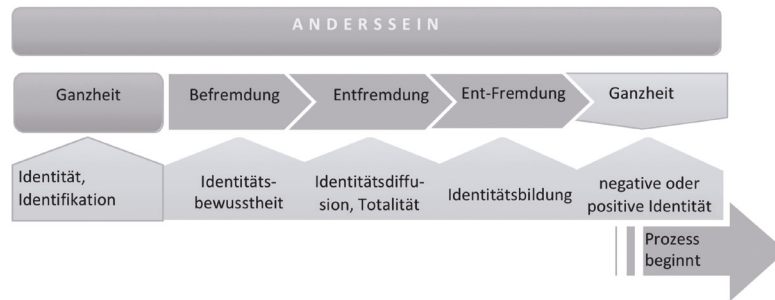 ANDERSSEIN
Ganzheit
Befremdung
Entfremdung
Ent-Fremdung
Ganzheit
Identität,
Identifikation
Identitäts-
bewusstheit
Identitätsdiffu-
sion, Totalität
Identitätsbildung
negative oder
positive Identität
Prozess
beginnt